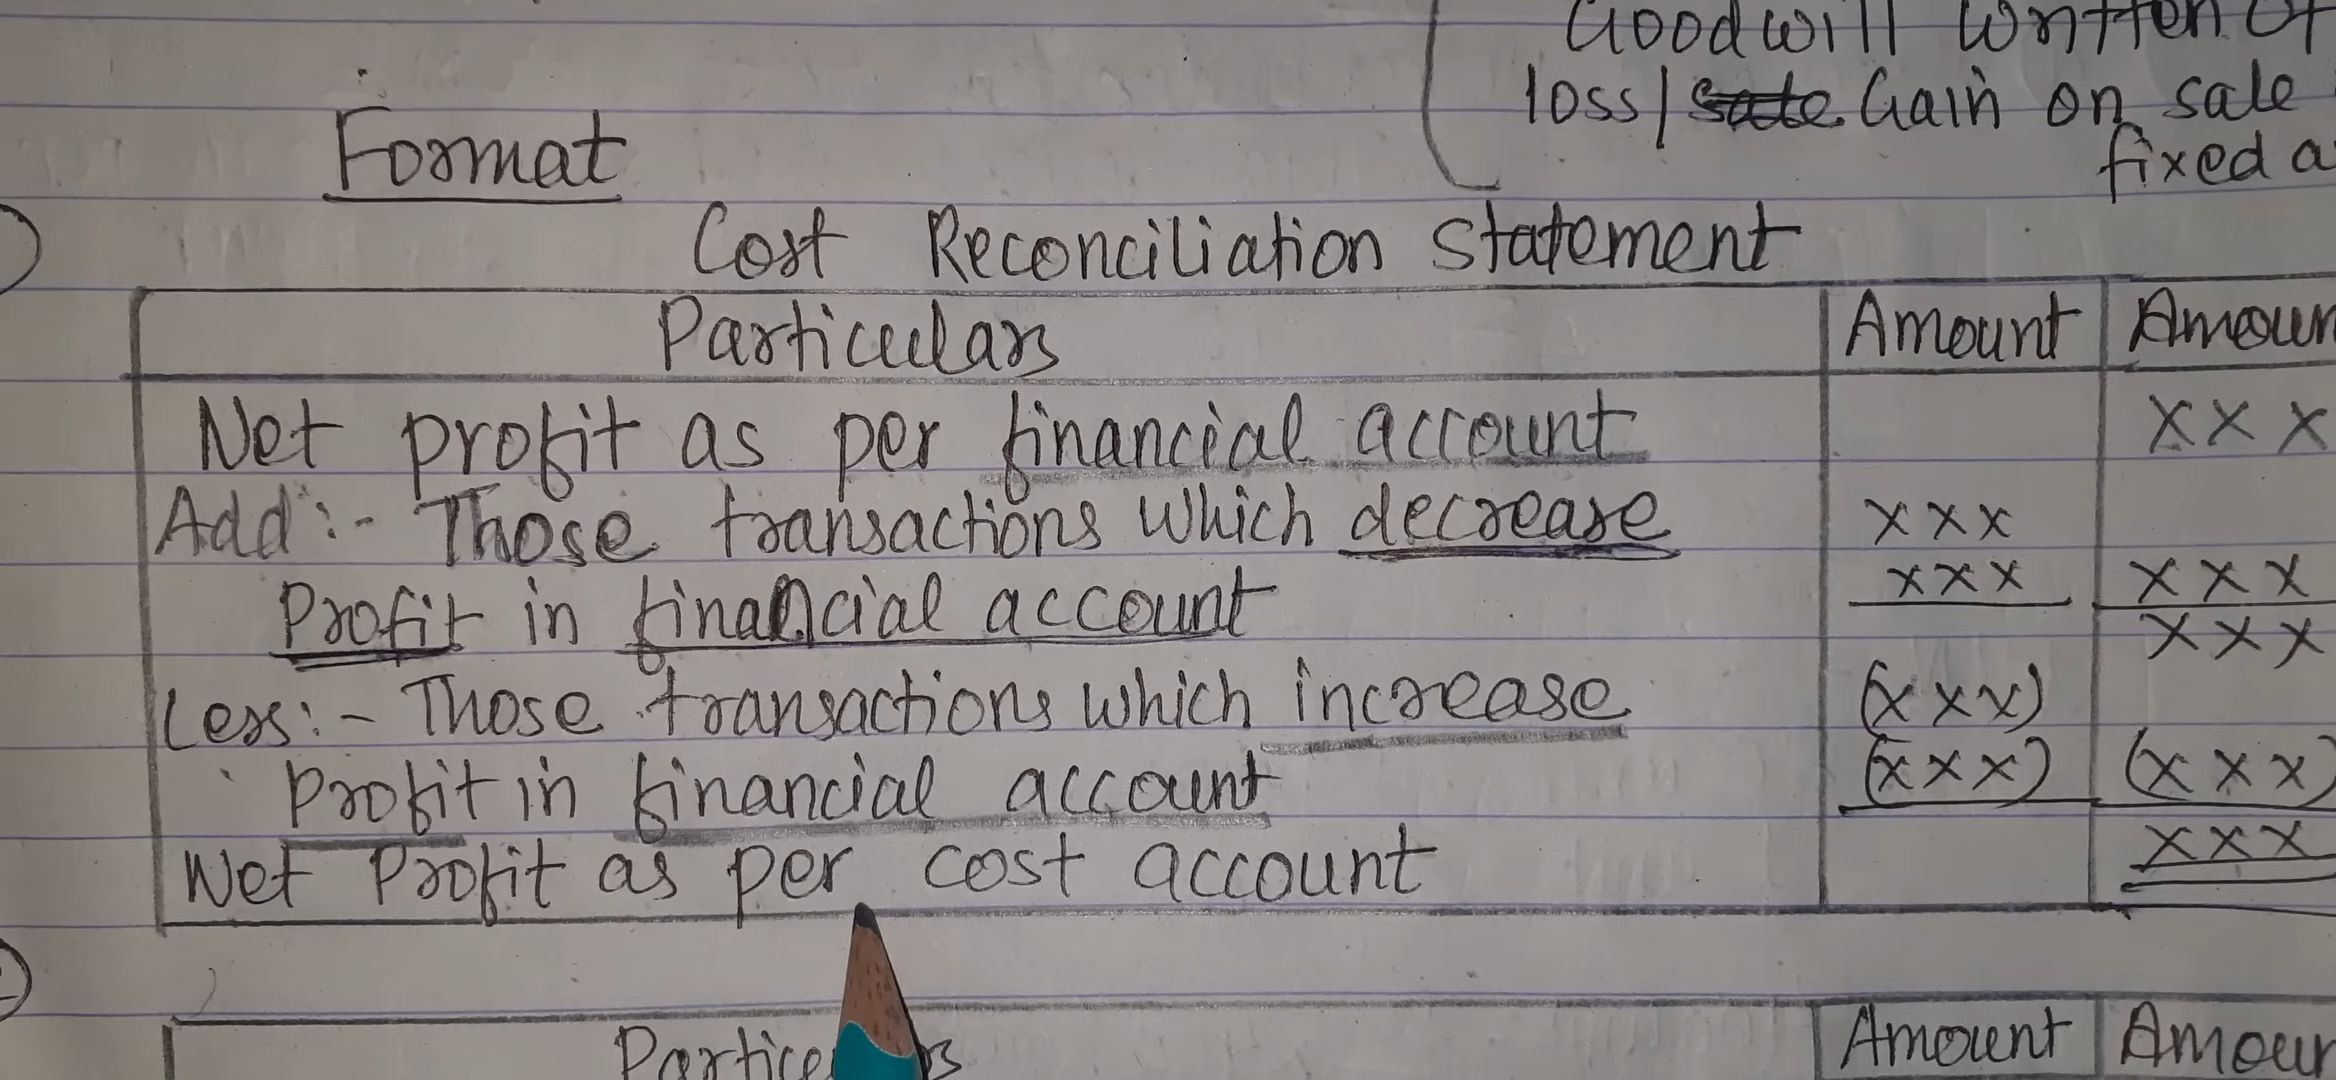 Goodwill written of
loss/ Gain on sale
fixed a
Format
Cost Reconciliation Statement
Particulars Amount Amoun
Net profit as per financial account XXX
Add:- Those transactions which decrease XXX
Profit in financial account XXX XXX
XXX
Less:- Those transactions which increase (XXX)
Profit in financial account (XXX) (XXX)
Net Profit as per cost account XXX
Amount Amoun